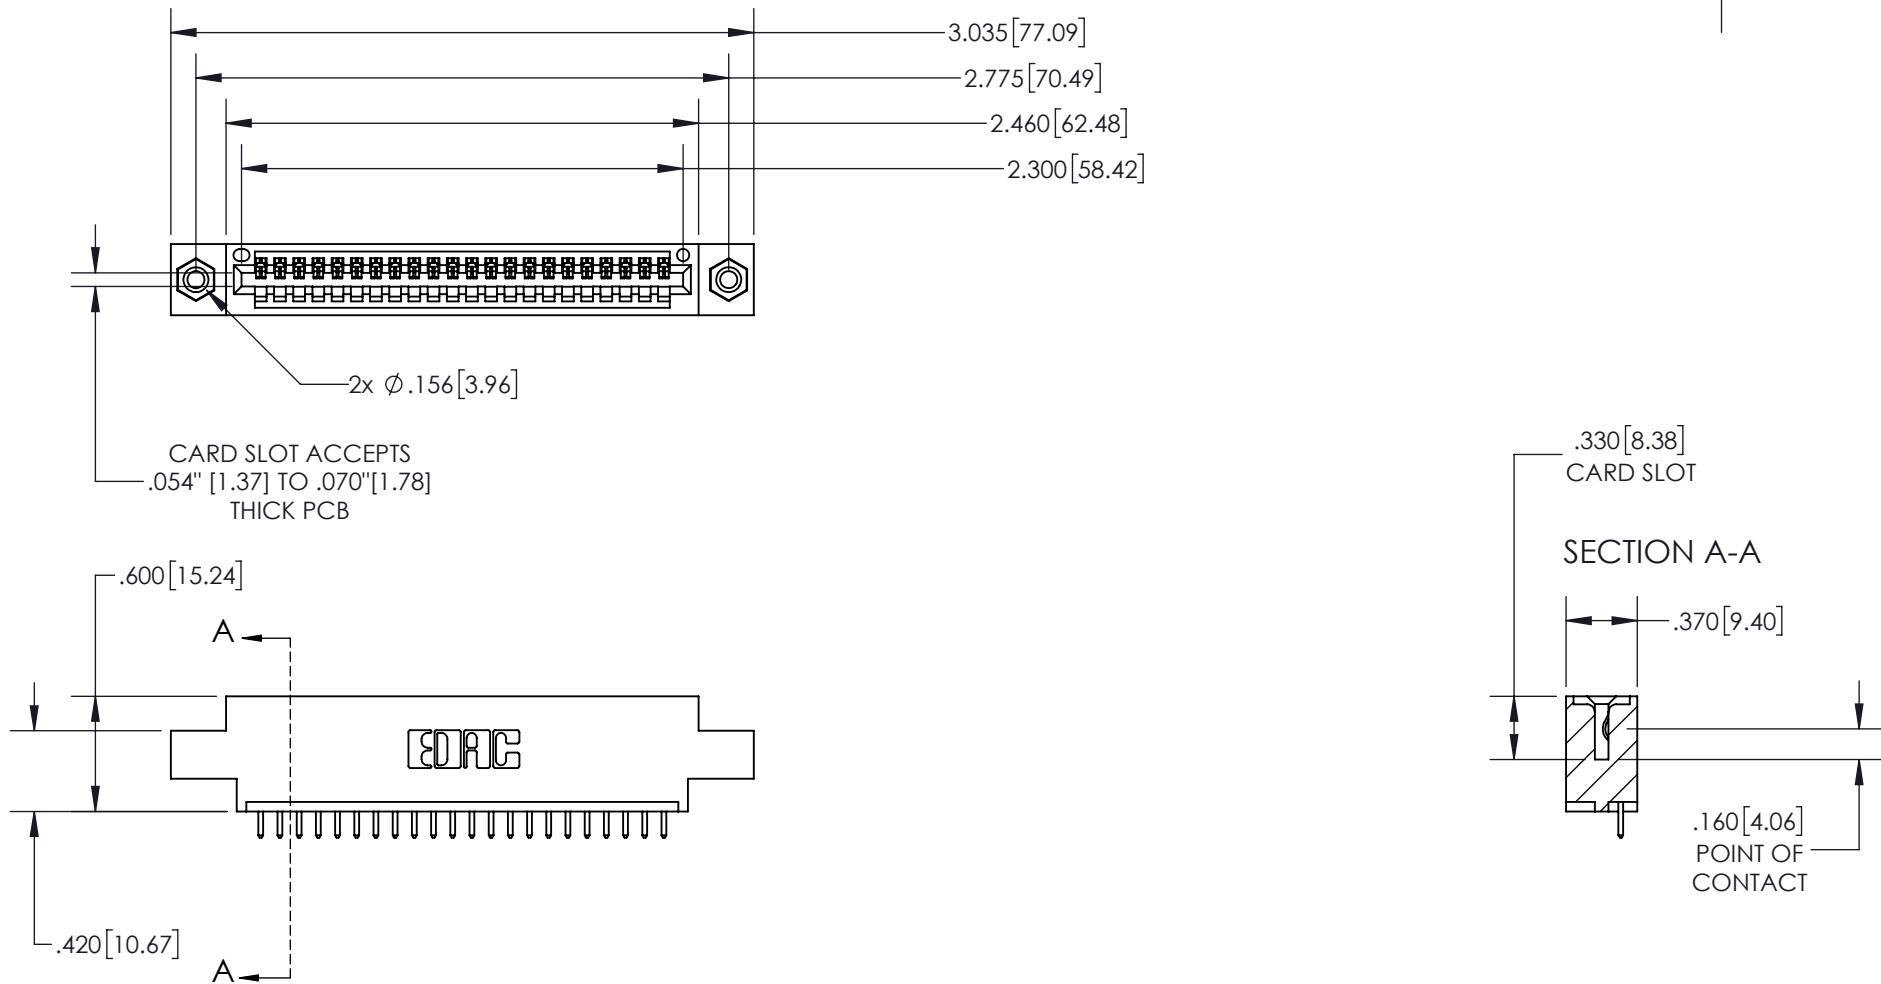 3.035[77.09]
2.775[70.49]
2.460[62.48]
2.300[58.42]
2x Ø.156[3.96]
CARD SLOT ACCEPTS
.054" [1.37] TO .070"[1.78]
THICK PCB
.330[8.38]
CARD SLOT
SECTION A-A
.600[15.24]
.370[9.40]
A
EDAC
.160[4.06]
POINT OF
CONTACT
.420[10.67]
A